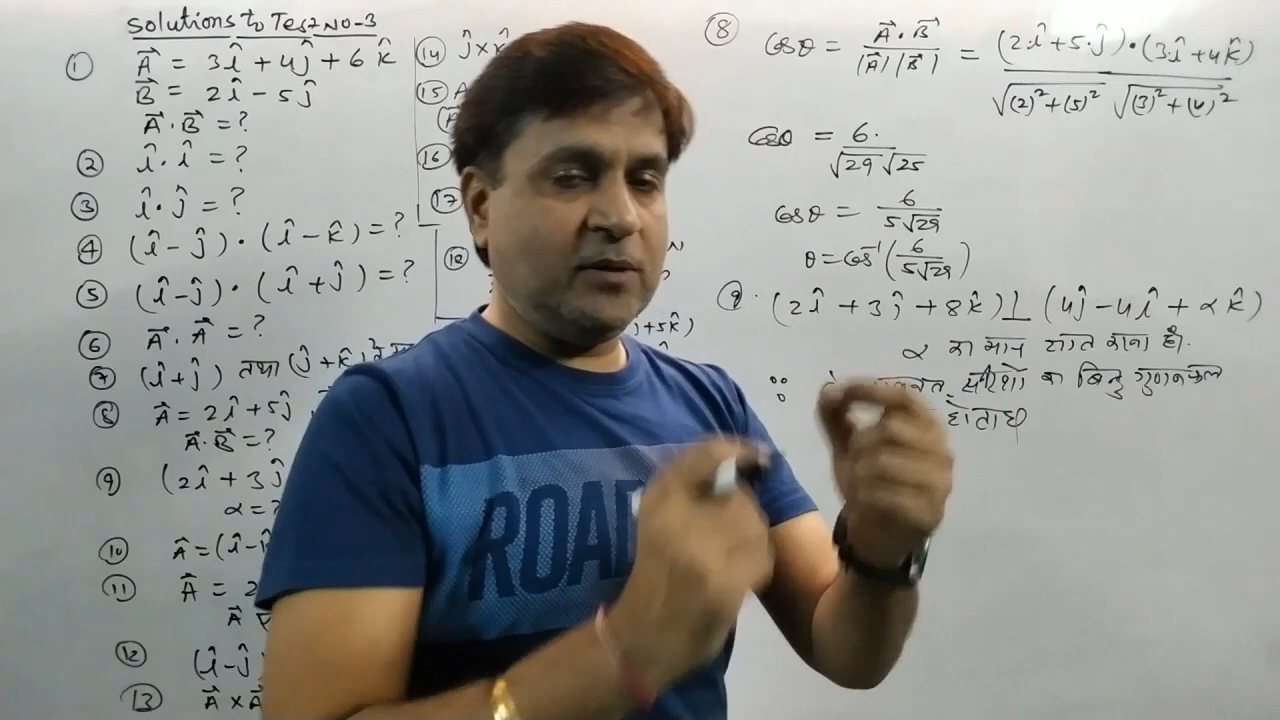 Solutions to Test No-3
① A⃗ = 3î + 4ĵ + 6k̂
B⃗ = 2î - 5ĵ
A⃗ · B⃗ = ?
② î · î = ?
③ î · ĵ = ?
④ (î - ĵ) · (î - k̂) = ?
⑤ (î - ĵ) · (î + ĵ) = ?
⑥ A⃗ · A⃗ = ?
⑦ (î + ĵ) तथा (ĵ + k̂)
⑧ A⃗ = 2î + 5ĵ
A⃗ · B⃗ = ?
⑨ (2î + 3ĵ
α = ?
⑩ A⃗ = (î -
⑪ A⃗ = 2
A⃗
⑫ (î - ĵ
⑬ A⃗ × A⃗
⑭ ĵ × k̂
⑮ A
⑯
⑰
⑱
) + 5k̂)
⑧ Cosθ = A⃗ · B⃗ / |A⃗| |B⃗| = (2î + 5ĵ) · (3î + 4k̂) / √(2)² + (5)² √(3)² + (4)²
Cosθ = 6 / √29 √25
Cosθ = 6 / 5√29
θ = Cos⁻¹(6 / 5√29)
⑨ (2î + 3ĵ + 8k̂) ⊥ (4ĵ - 4î + αk̂)
α का मान ज्ञात करना है.
∵ सदिशों का बिन्दु गुणनफल
होता है
ROAD